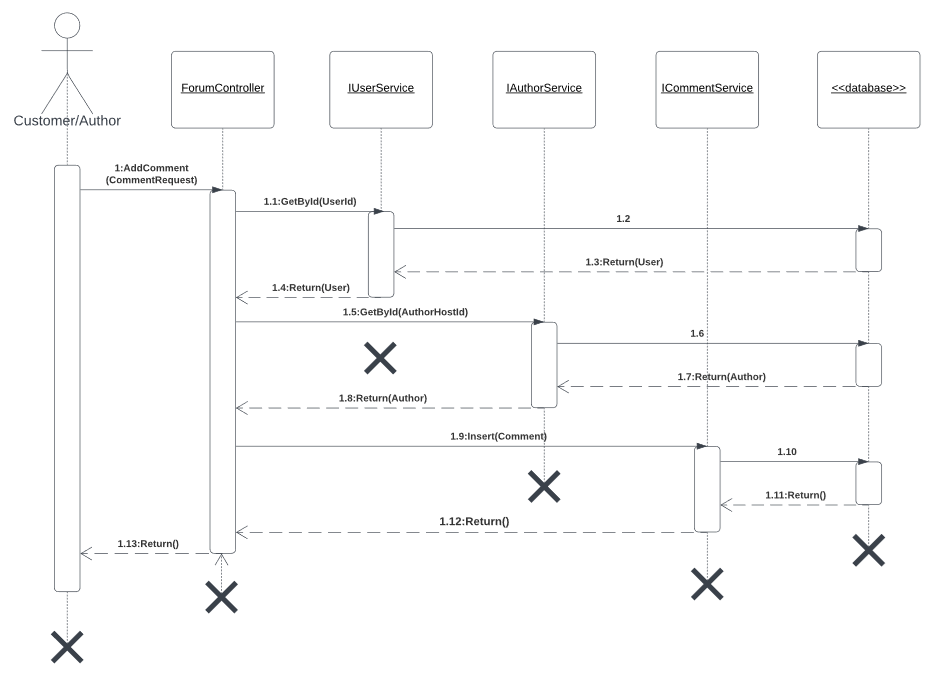 Customer/Author
ForumController
IUserService
IAuthorService
ICommentService
<<database>>
1:AddComment
(CommentRequest)
1.1:GetById(UserId)
1.2
1.3:Return(User)
1.4:Return(User)
1.5:GetById(AuthorHostId)
1.6
1.7:Return(Author)
1.8:Return(Author)
1.9:Insert(Comment)
1.10
1.11:Return()
1.12:Return()
1.13:Return()